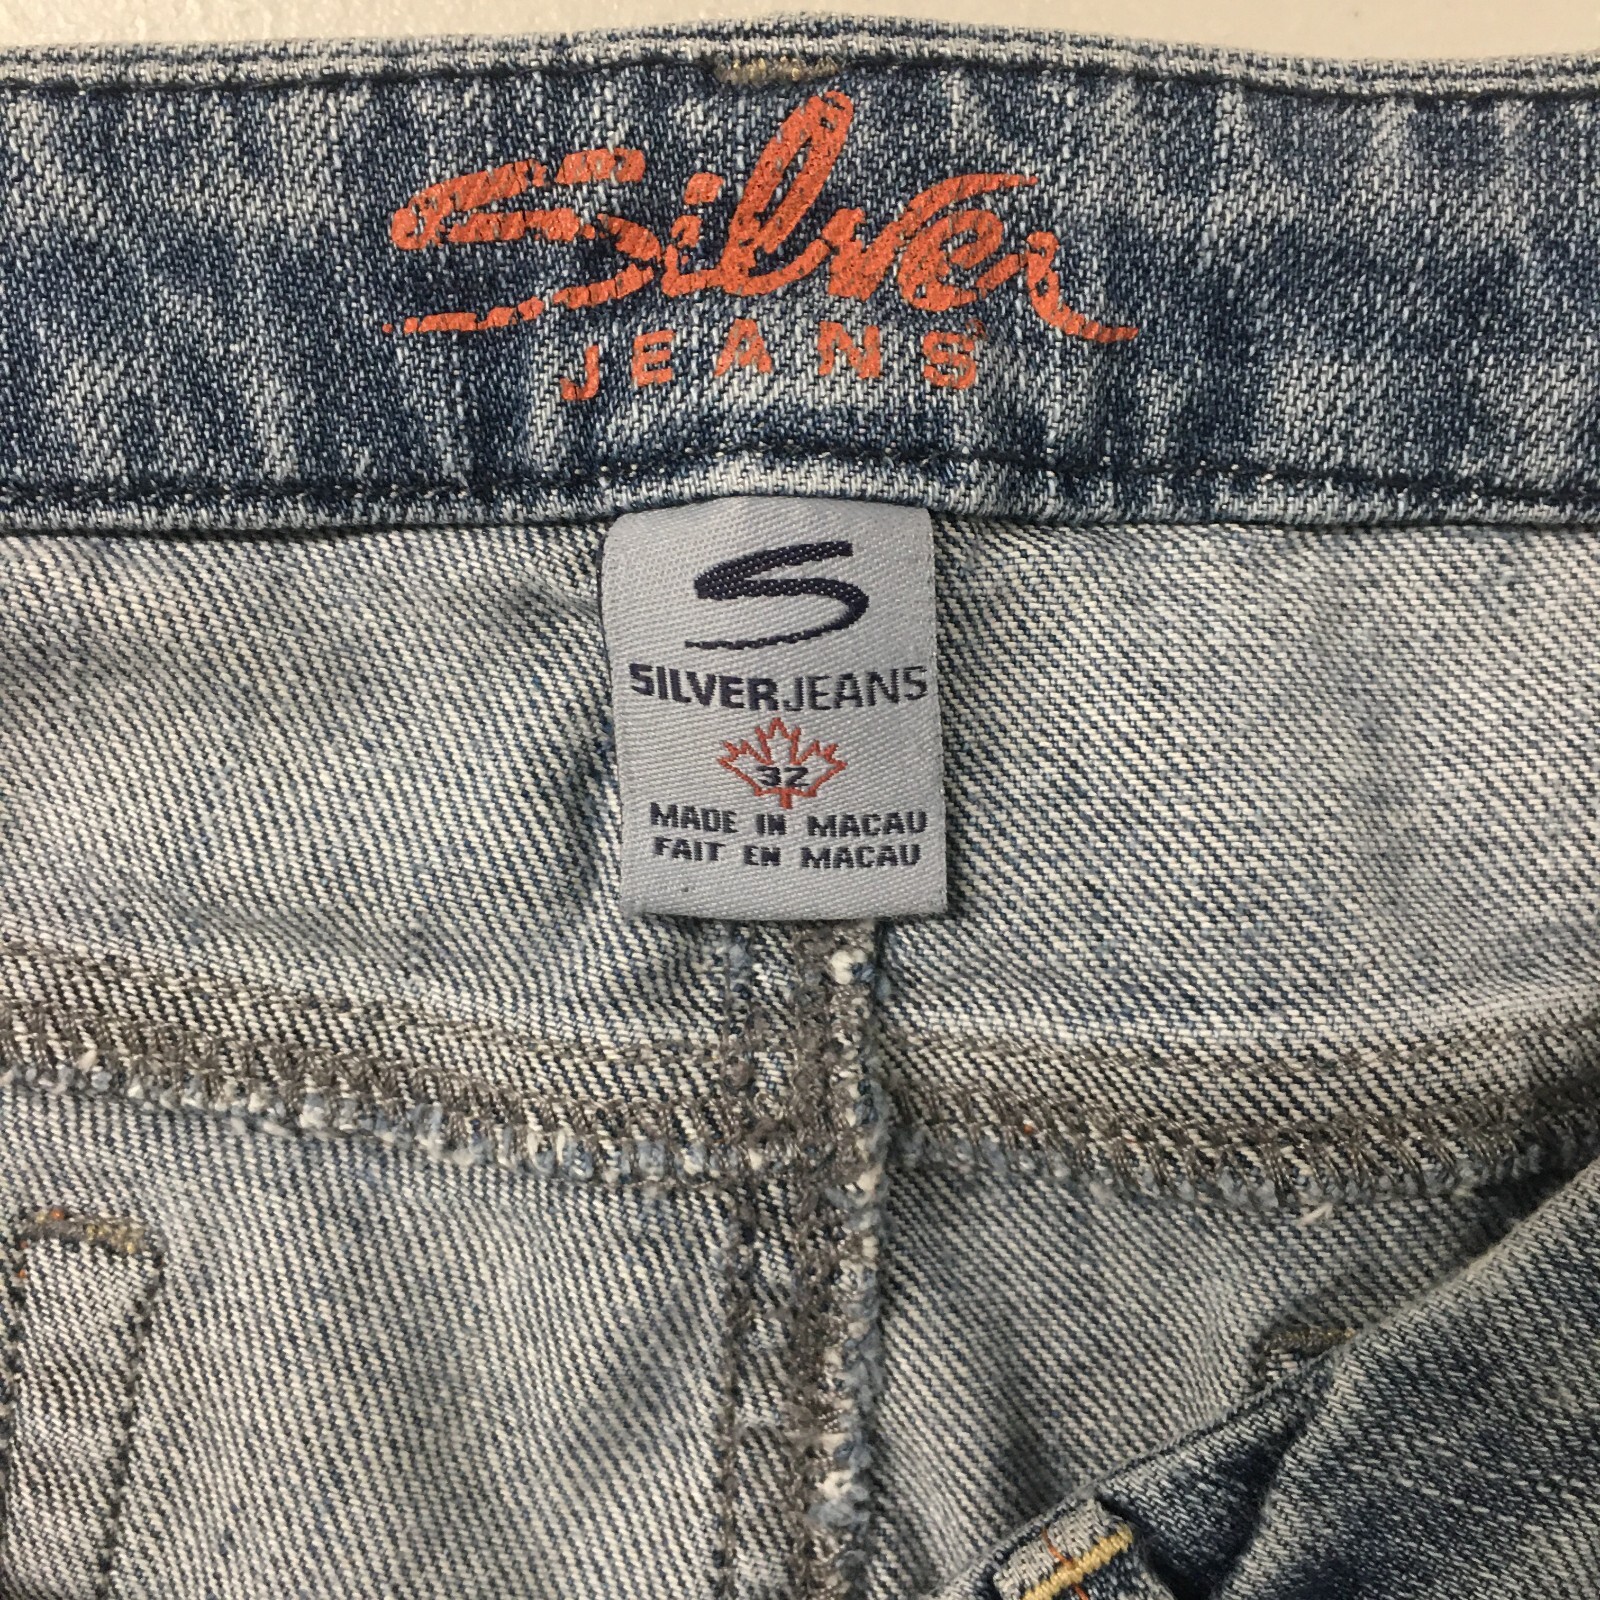 Silver
JEANS®
SILVERJEANS
32
MADE IN MACAU
FAIT EN MACAU